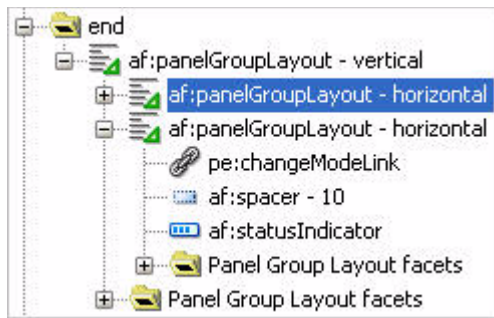 end
af:panelGroupLayout - vertical
af:panelGroupLayout - horizontal
af:panelGroupLayout - horizontal
pe:changeModeLink
af:spacer - 10
af:statusIndicator
Panel Group Layout facets
Panel Group Layout facets